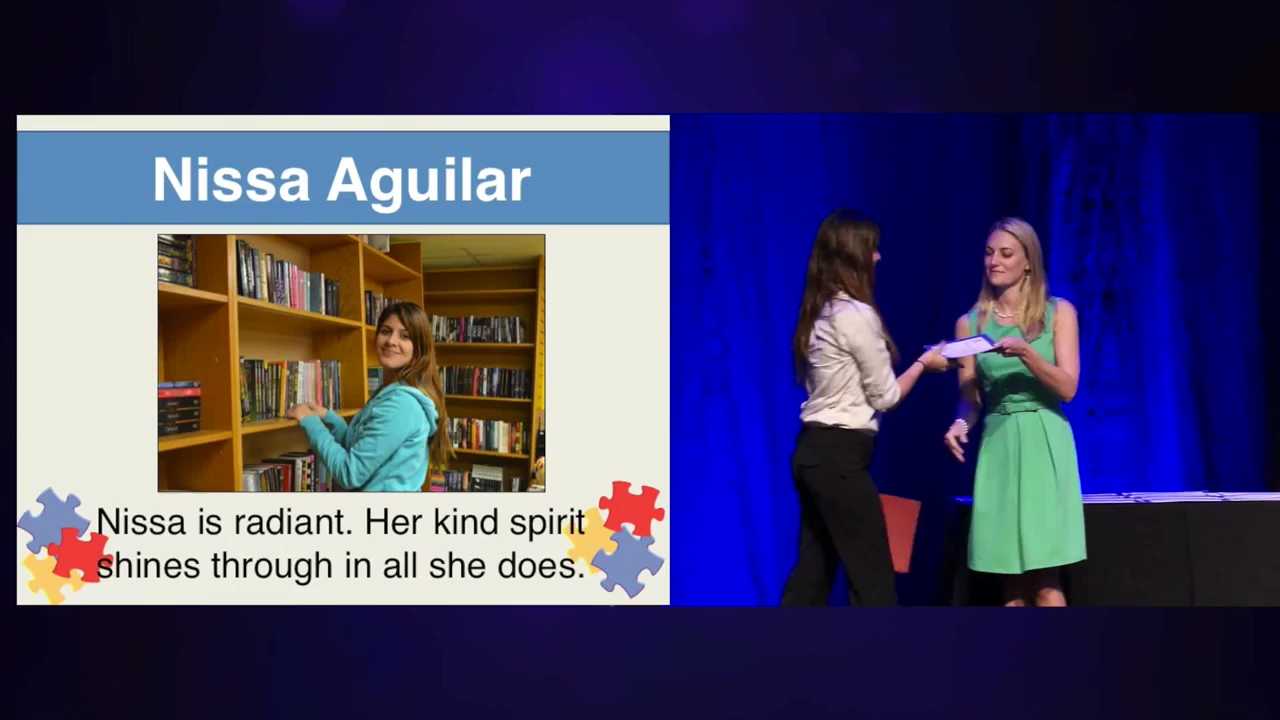 Nissa Aguilar
Nissa is radiant. Her kind spirit
shines through in all she does.